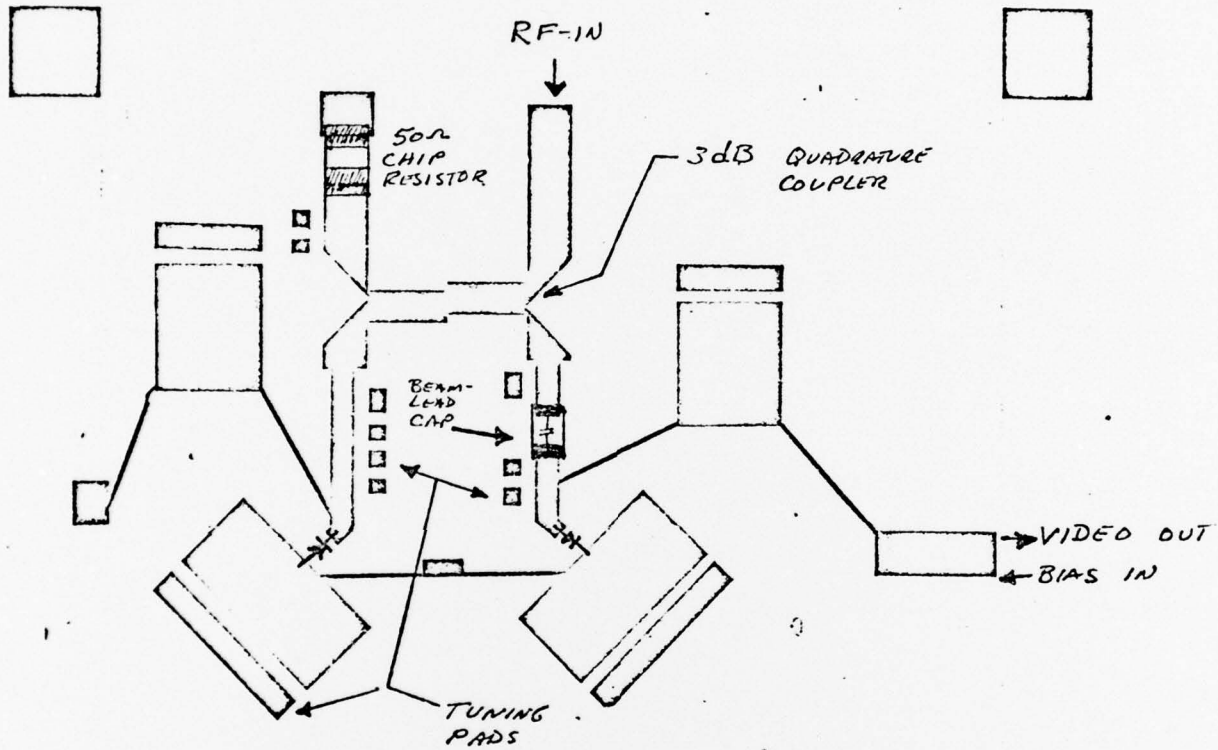 RF-IN
50Ω
CHIP
RESISTOR
3dB QUADRATURE
COUPLER
BEAM-
LEAD
CAP
VIDEO OUT
BIAS IN
TUNING
PADS